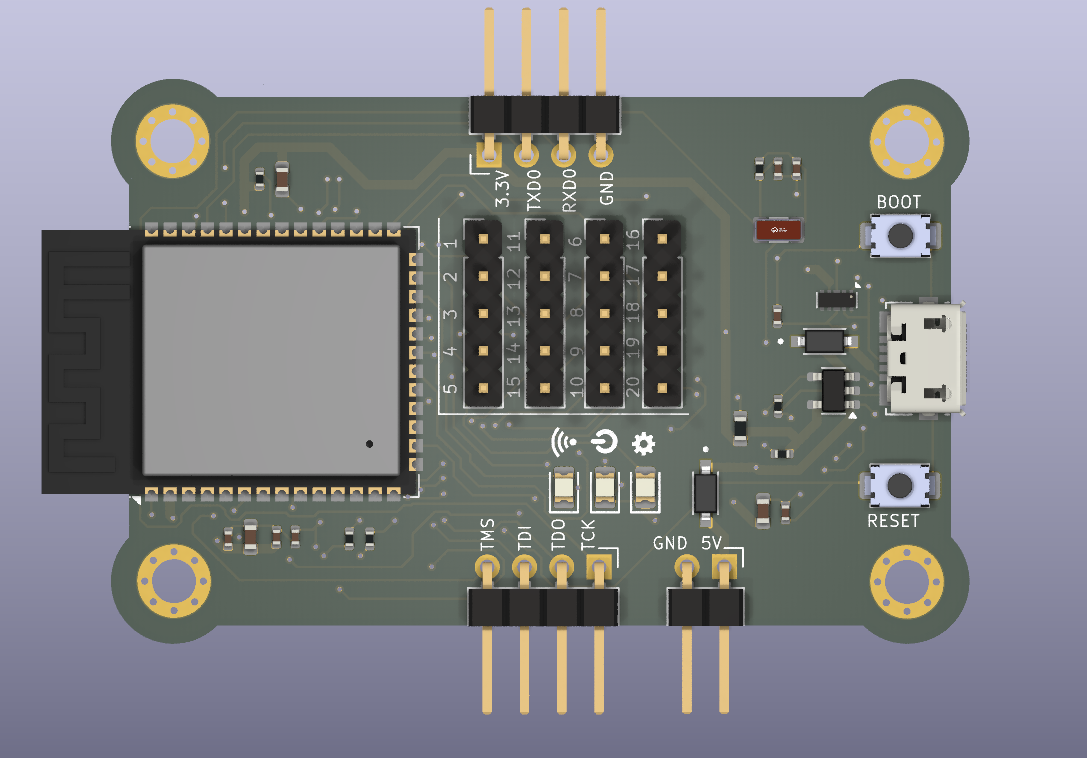 3.3V TXD0 RXD0 GND
BOOT
1 11 6 16
2 12 7 17
3 13 8 18
4 14 9 19
5 15 10 20
TMS TDI TDO TCK
GND 5V
RESET